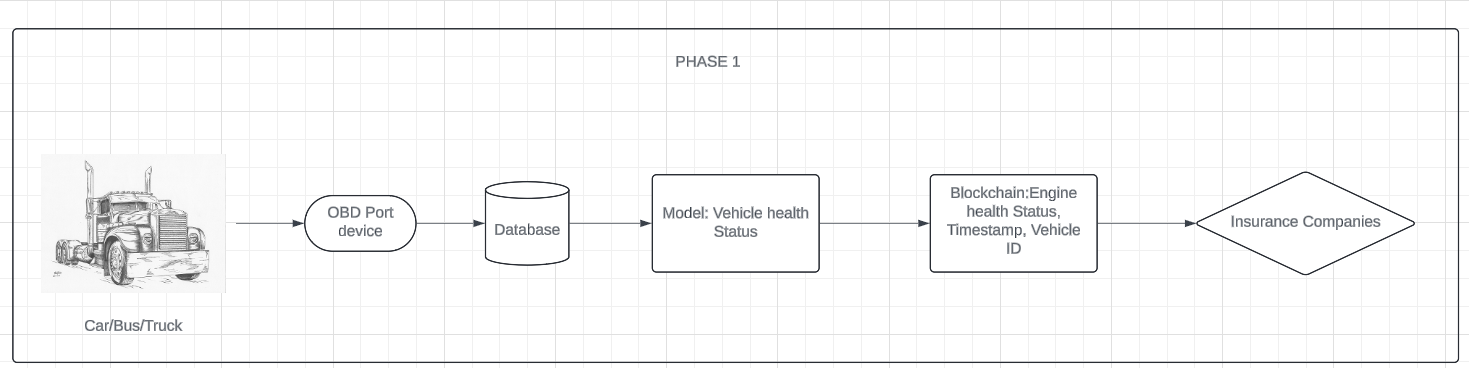 PHASE 1
Car/Bus/Truck
OBD Port
device
Database
Model: Vehicle health
Status
Blockchain:Engine
health Status,
Timestamp, Vehicle
ID
Insurance Companies